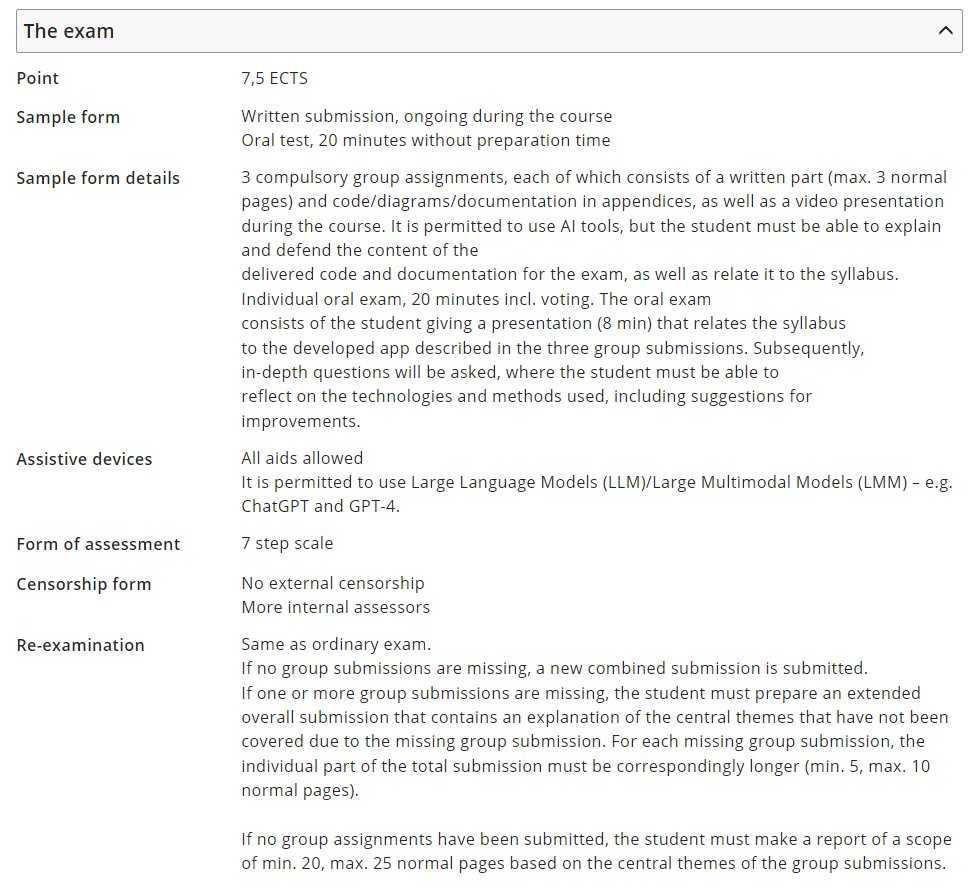 The exam
Point
7,5 ECTS
Sample form
Written submission, ongoing during the course
Oral test, 20 minutes without preparation time
Sample form details
3 compulsory group assignments, each of which consists of a written part (max. 3 normal
pages) and code/diagrams/documentation in appendices, as well as a video presentation
during the course. It is permitted to use AI tools, but the student must be able to explain
and defend the content of the
delivered code and documentation for the exam, as well as relate it to the syllabus.
Individual oral exam, 20 minutes incl. voting. The oral exam
consists of the student giving a presentation (8 min) that relates the syllabus
to the developed app described in the three group submissions. Subsequently,
in-depth questions will be asked, where the student must be able to
reflect on the technologies and methods used, including suggestions for
improvements.
Assistive devices
All aids allowed
It is permitted to use Large Language Models (LLM)/Large Multimodal Models (LMM) – e.g.
ChatGPT and GPT-4.
Form of assessment
7 step scale
Censorship form
No external censorship
More internal assessors
Re-examination
Same as ordinary exam.
If no group submissions are missing, a new combined submission is submitted.
If one or more group submissions are missing, the student must prepare an extended
overall submission that contains an explanation of the central themes that have not been
covered due to the missing group submission. For each missing group submission, the
individual part of the total submission must be correspondingly longer (min. 5, max. 10
normal pages).
If no group assignments have been submitted, the student must make a report of a scope
of min. 20, max. 25 normal pages based on the central themes of the group submissions.